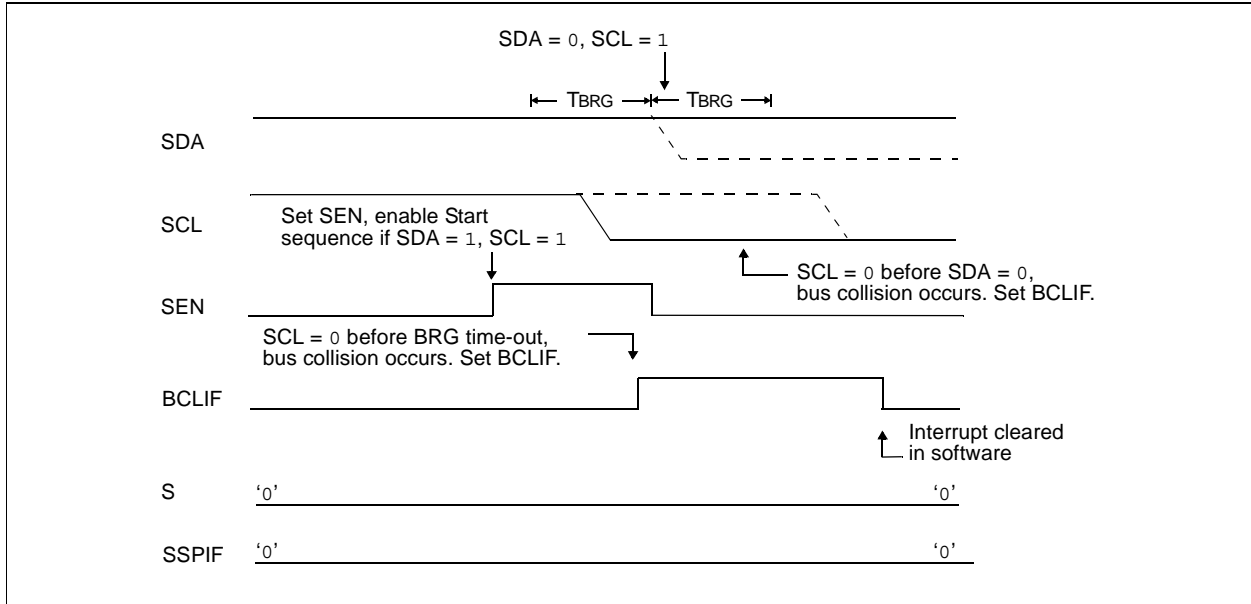 SDA = 0, SCL = 1
TBRG TBRG
SDA
SCL
Set SEN, enable Start
sequence if SDA = 1, SCL = 1
SCL = 0 before SDA = 0,
bus collision occurs. Set BCLIF.
SEN
SCL = 0 before BRG time-out,
bus collision occurs. Set BCLIF.
BCLIF
Interrupt cleared
in software
S
‘0’ ‘0’
SSPIF
‘0’ ‘0’